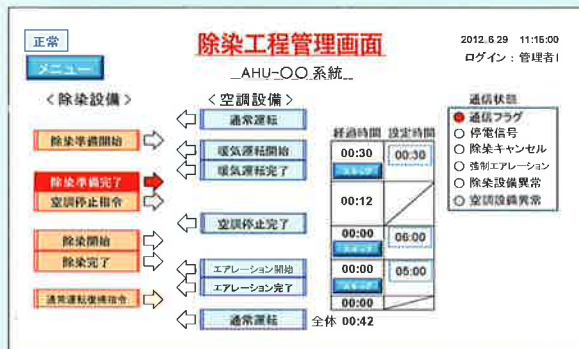 正常
除染工程管理画面
2012.6.29 11:15:00
ログイン：管理者1
メニュー
AHU-〇〇 系統
＜除染設備＞
＜空調設備＞
通信状態
通常運転
通信フラグ
停電信号
除染キャンセル
強制エアレーション
除染設備異常
空調設備異常
経過時間 設定時間
除染準備開始
暖気運転開始
00:30 00:30
暖気運転完了
スキップ
除染準備完了
空調停止指令
00:12
空調停止完了
除染開始
00:00 06:00
除染完了
スキップ
エアレーション開始
00:00 05:00
エアレーション完了
スキップ
通常運転復帰指令
00:00
通常運転
全体 00:42